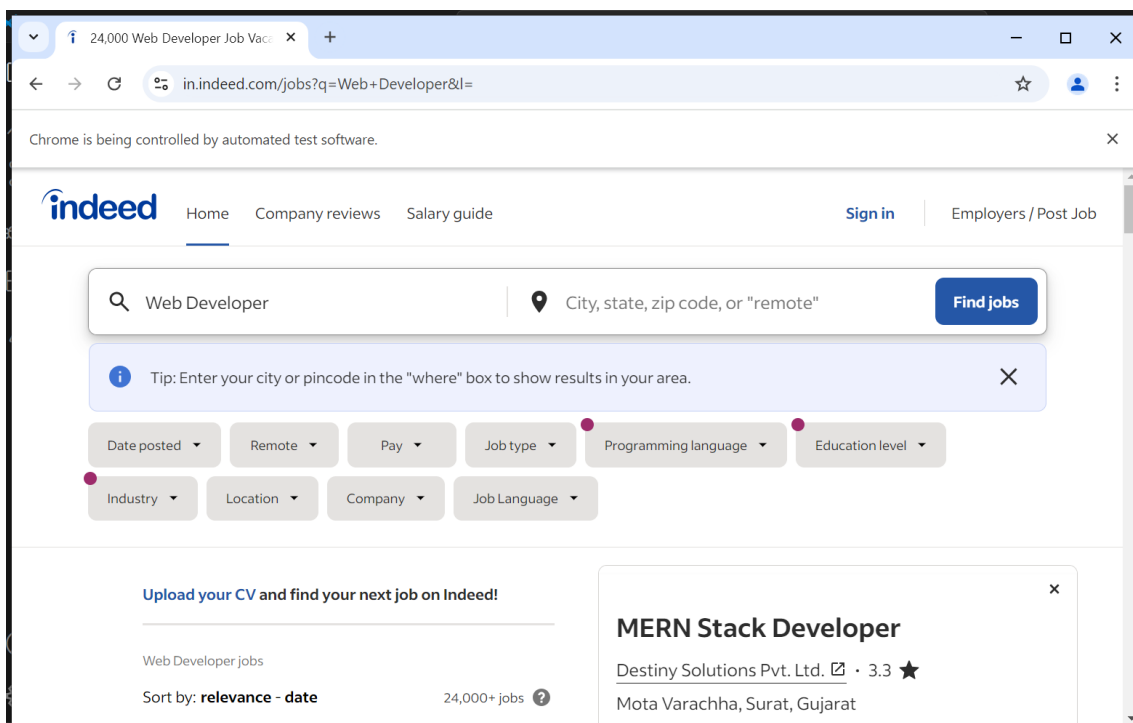 24,000 Web Developer Job Vaca
in.indeed.com/jobs?q=Web+Developer&l=
Chrome is being controlled by automated test software.
indeed
Home Company reviews Salary guide Sign in Employers / Post Job
Web Developer City, state, zip code, or "remote" Find jobs
Tip: Enter your city or pincode in the "where" box to show results in your area.
Date posted Remote Pay Job type Programming language Education level
Industry Location Company Job Language
Upload your CV and find your next job on Indeed!
Web Developer jobs
Sort by: relevance - date 24,000+ jobs
MERN Stack Developer
Destiny Solutions Pvt. Ltd. · 3.3
Mota Varachha, Surat, Gujarat